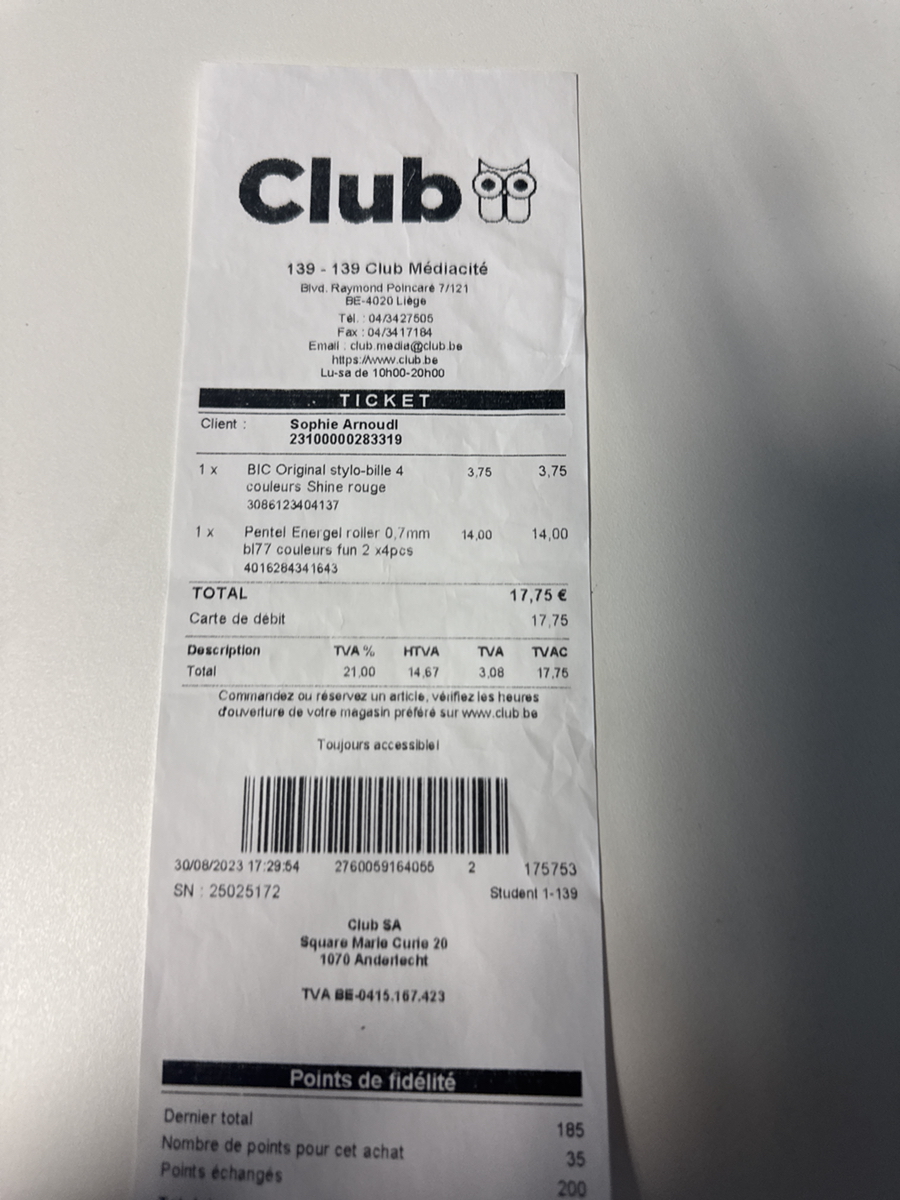 Club
139 - 139 Club Médiacité
Blvd. Raymond Poincaré 7/121
BE-4020 Liège
Tél. : 04/3427605
Fax : 04/3417184
Email : club.media@club.be
https://www.club.be
Lu-sa de 10h00-20h00
TICKET
Client : Sophie Arnoudl
23100000283319
1 x BIC Original stylo-bille 4 3,75 3,75
couleurs Shine rouge
3086123404137
1 x Pentel Energel roller 0,7mm 14,00 14,00
bl77 couleurs fun 2 x4pcs
4016284341643
TOTAL 17,75 €
Carte de débit 17,75
Description TVA % HTVA TVA TVAC
Total 21,00 14,67 3,08 17,75
Commandez ou réservez un article, vérifiez les heures
d'ouverture de votre magasin préféré sur www.club.be
Toujours accessible!
30/08/2023 17:29:54 2760059164055 2 175753
SN : 25025172 Student 1-139
Club SA
Square Marie Curie 20
1070 Anderlecht
TVA BE-0415.167.423
Points de fidélité
Dernier total 185
Nombre de points pour cet achat 35
Points échangés 200